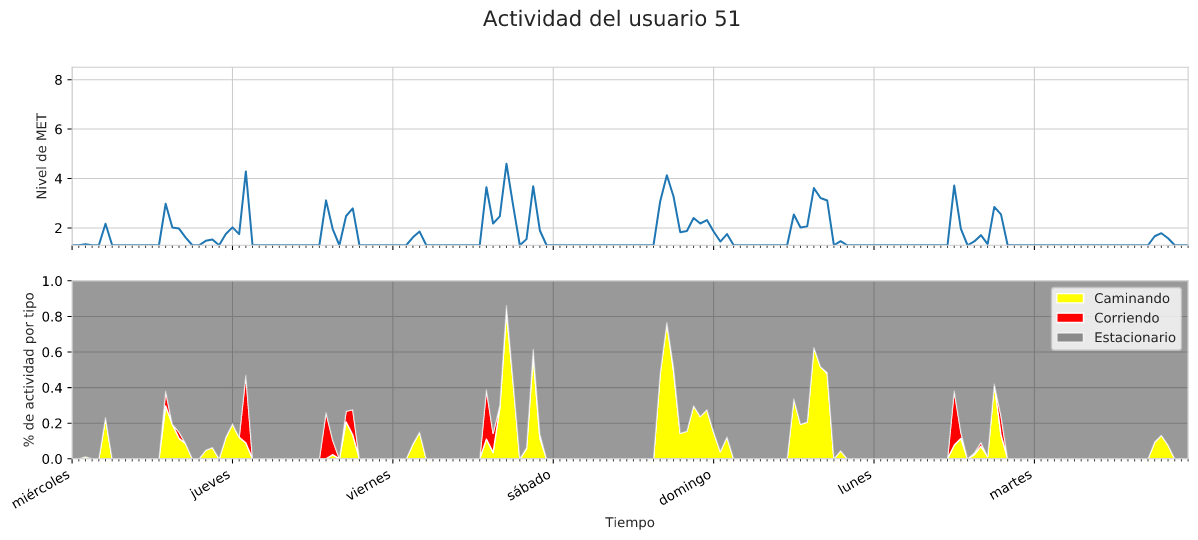 Actividad del usuario 51
8
6
4
2
Nivel de MET
1.0
0.8
0.6
0.4
0.2
0.0
% de actividad por tipo
Caminando
Corriendo
Estacionario
miércoles
jueves
viernes
sábado
domingo
lunes
martes
Tiempo